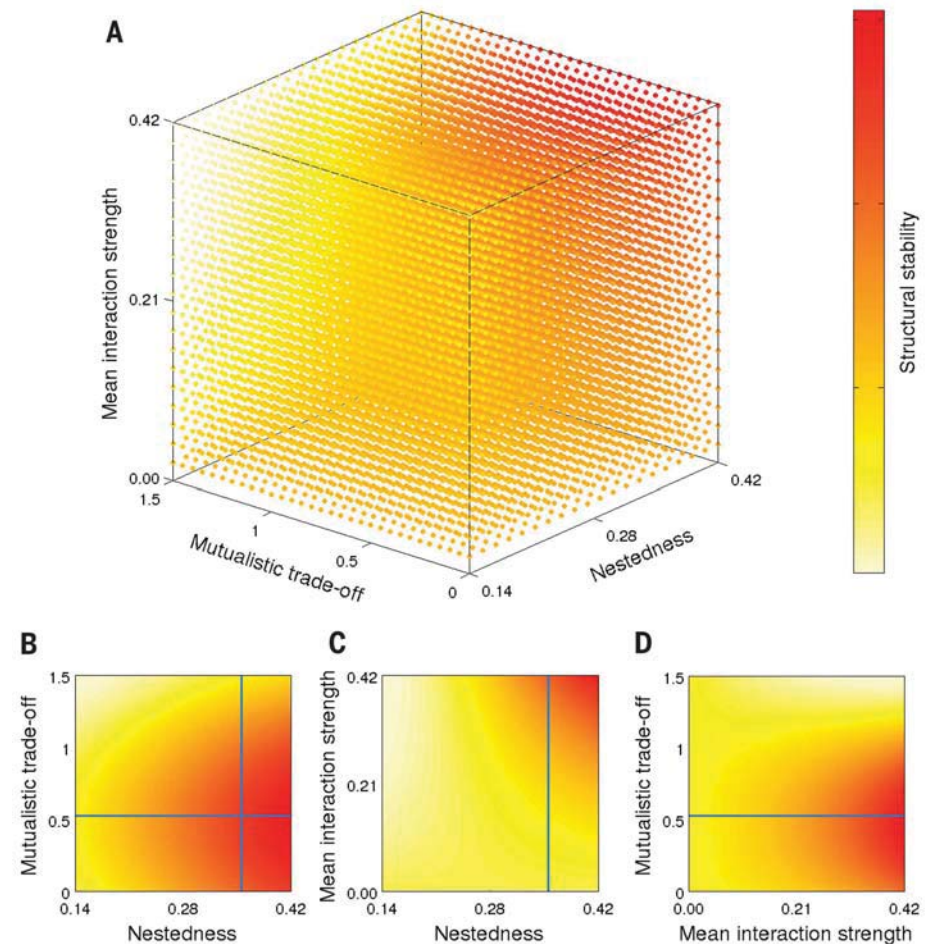 A
0.42
Mean interaction strength
0.21
0.00
1.5
1
Mutualistic trade-off
0.5
0
0.14
0.28
Nestedness
0.42
Structural stability
B
1.5
Mutualistic trade-off
1
0.5
0
0.14
0.28
0.42
Nestedness
C
0.42
Mean interaction strength
0.21
0.00
0.14
0.28
0.42
Nestedness
D
1.5
Mutualistic trade-off
1
0.5
0
0.00
0.21
0.42
Mean interaction strength